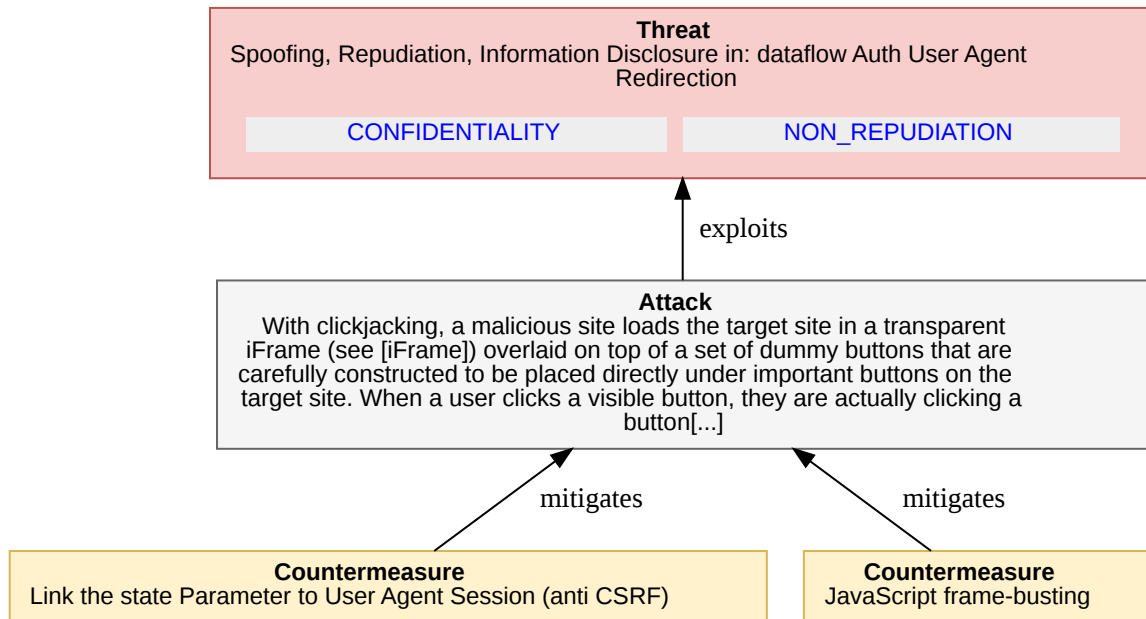 Threat
Spoofing, Repudiation, Information Disclosure in: dataflow Auth User Agent
Redirection
CONFIDENTIALITY
NON_REPUDIATION
exploits
Attack
With clickjacking, a malicious site loads the target site in a transparent
iFrame (see [iFrame]) overlaid on top of a set of dummy buttons that are
carefully constructed to be placed directly under important buttons on the
target site. When a user clicks a visible button, they are actually clicking a
button[...]
mitigates
mitigates
Countermeasure
Link the state Parameter to User Agent Session (anti CSRF)
Countermeasure
JavaScript frame-busting